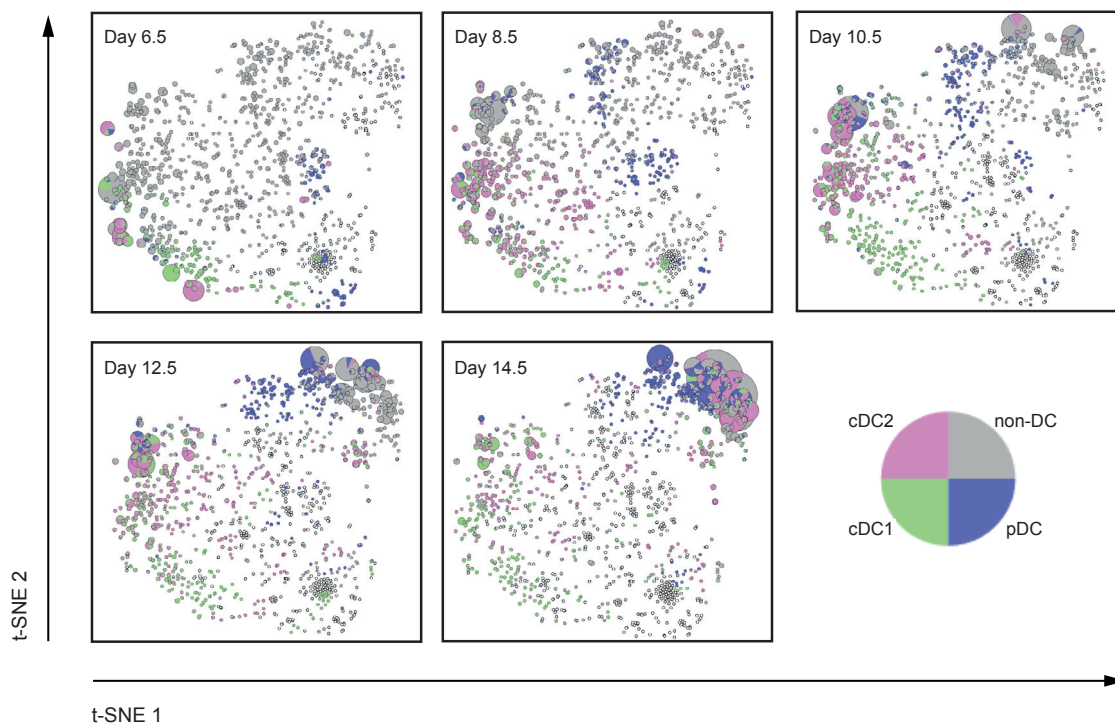 Day 6.5
Day 8.5
Day 10.5
Day 12.5
Day 14.5
cDC2
non-DC
cDC1
pDC
t-SNE 2
t-SNE 1